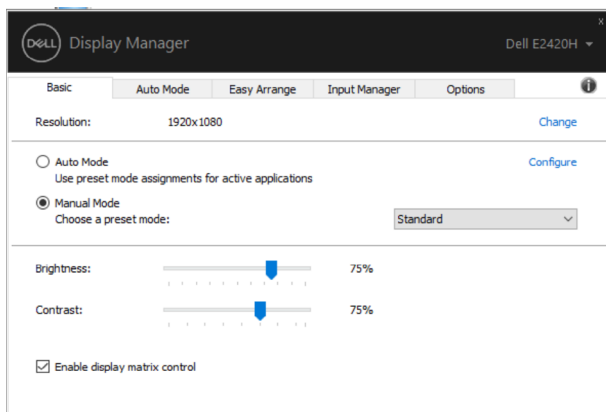 x
DELL Display Manager Dell E2420H
Basic Auto Mode Easy Arrange Input Manager Options i
Resolution: 1920x1080 Change
Auto Mode Configure
Use preset mode assignments for active applications
Manual Mode
Choose a preset mode: Standard
Brightness: 75%
Contrast: 75%
Enable display matrix control